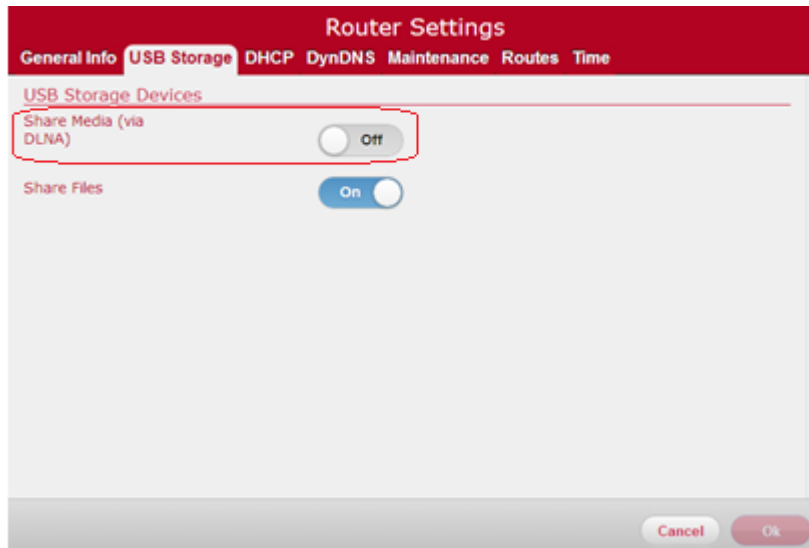 Router Settings
General Info USB Storage DHCP DynDNS Maintenance Routes Time
USB Storage Devices
Share Media (via
DLNA)
Off
Share Files
On
Cancel
Ok